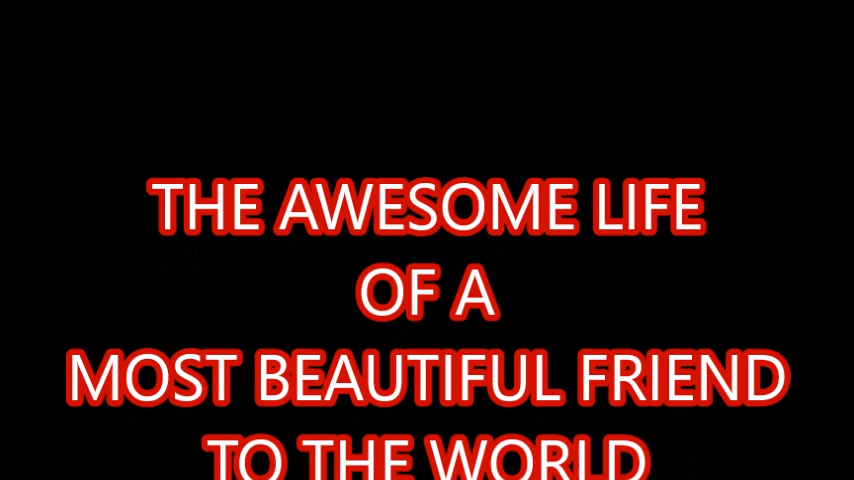 THE AWESOME LIFE
OF A
MOST BEAUTIFUL FRIEND
TO THE WORLD